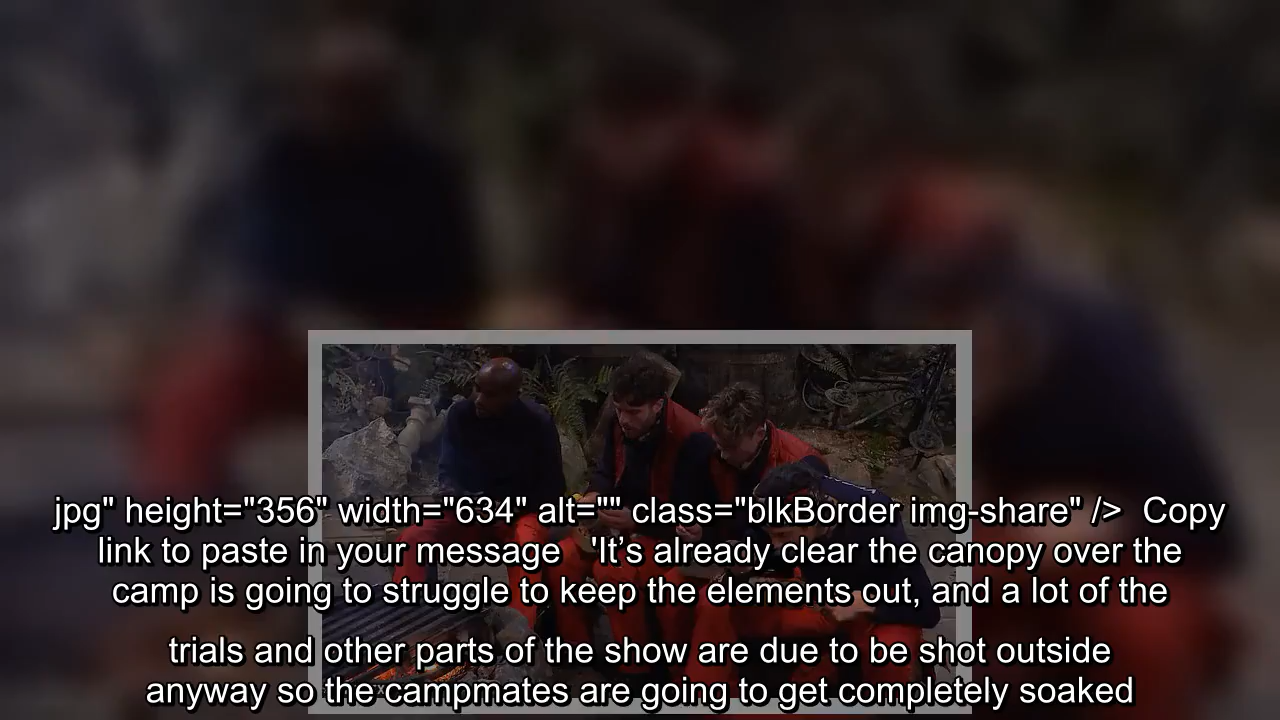 jpg" height="356" width="634" alt="" class="blkBorder img-share" />  Copy
link to paste in your message   'It’s already clear the canopy over the
camp is going to struggle to keep the elements out, and a lot of the
trials and other parts of the show are due to be shot outside
anyway so the campmates are going to get completely soaked